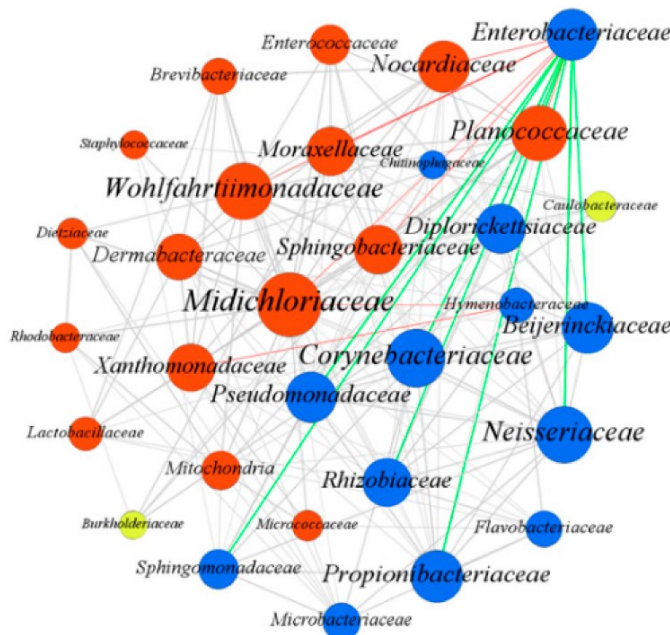 Enterobacteriaceae
Enterococcaceae
Nocardiaceae
Brevibacteriaceae
Planococcaceae
Staphylococcaceae
Moraxellaceae
Chitinophagaceae
Wohlfahrtiimonadaceae
Caulobacteraceae
Diplorickettsiaceae
Dietziaceae
Dermabacteraceae
Sphingobacteriaceae
Midichloriaceae
Hymenobacteraceae
Beijerinckiaceae
Rhodobacteraceae
Xanthomonadaceae
Corynebacteriaceae
Pseudomonadaceae
Lactobacillaceae
Neisseriaceae
Mitochondria
Rhizobiaceae
Burkholderiaceae
Micrococcaceae
Flavobacteriaceae
Sphingomonadaceae
Propionibacteriaceae
Microbacteriaceae